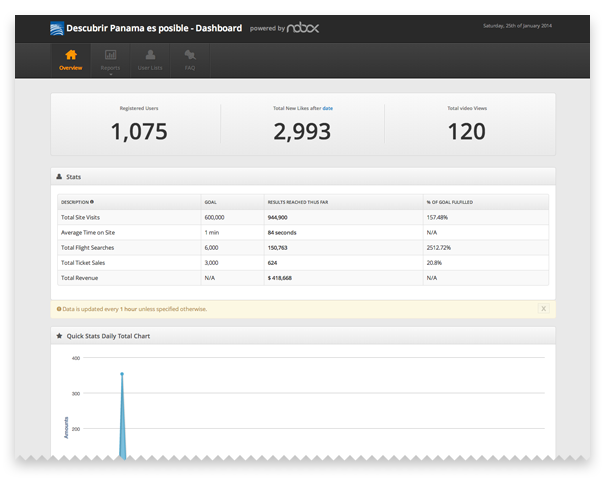 Descubrir Panama es posible - Dashboard powered by nobox Saturday, 25th of January 2014
Overview Reports User Lists FAQ
Registered Users Total New Likes after date Total video Views
1,075 2,993 120
Stats
DESCRIPTION GOAL RESULTS REACHED THUS FAR % OF GOAL FULFILLED
Total Site Visits 600,000 944,900 157.48%
Average Time on Site 1 min 84 seconds N/A
Total Flight Searches 6,000 150,763 2512.72%
Total Ticket Sales 3,000 624 20.8%
Total Revenue N/A $ 418,668 N/A
Data is updated every 1 hour unless specified otherwise. X
Quick Stats Daily Total Chart
400
300
200
Amounts